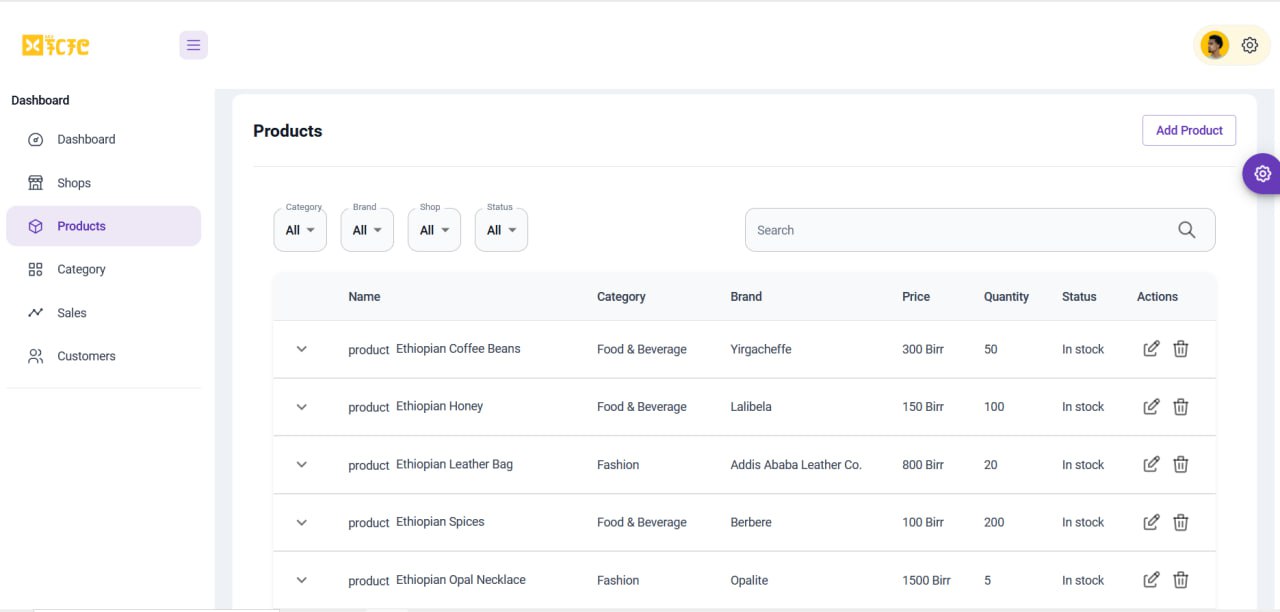 Dashboard
Dashboard
Shops
Products
Category
Sales
Customers
Products
Add Product
Category Brand Shop Status
All All All All Search
Name Category Brand Price Quantity Status Actions
product Ethiopian Coffee Beans Food & Beverage Yirgacheffe 300 Birr 50 In stock
product Ethiopian Honey Food & Beverage Lalibela 150 Birr 100 In stock
product Ethiopian Leather Bag Fashion Addis Ababa Leather Co. 800 Birr 20 In stock
product Ethiopian Spices Food & Beverage Berbere 100 Birr 200 In stock
product Ethiopian Opal Necklace Fashion Opalite 1500 Birr 5 In stock